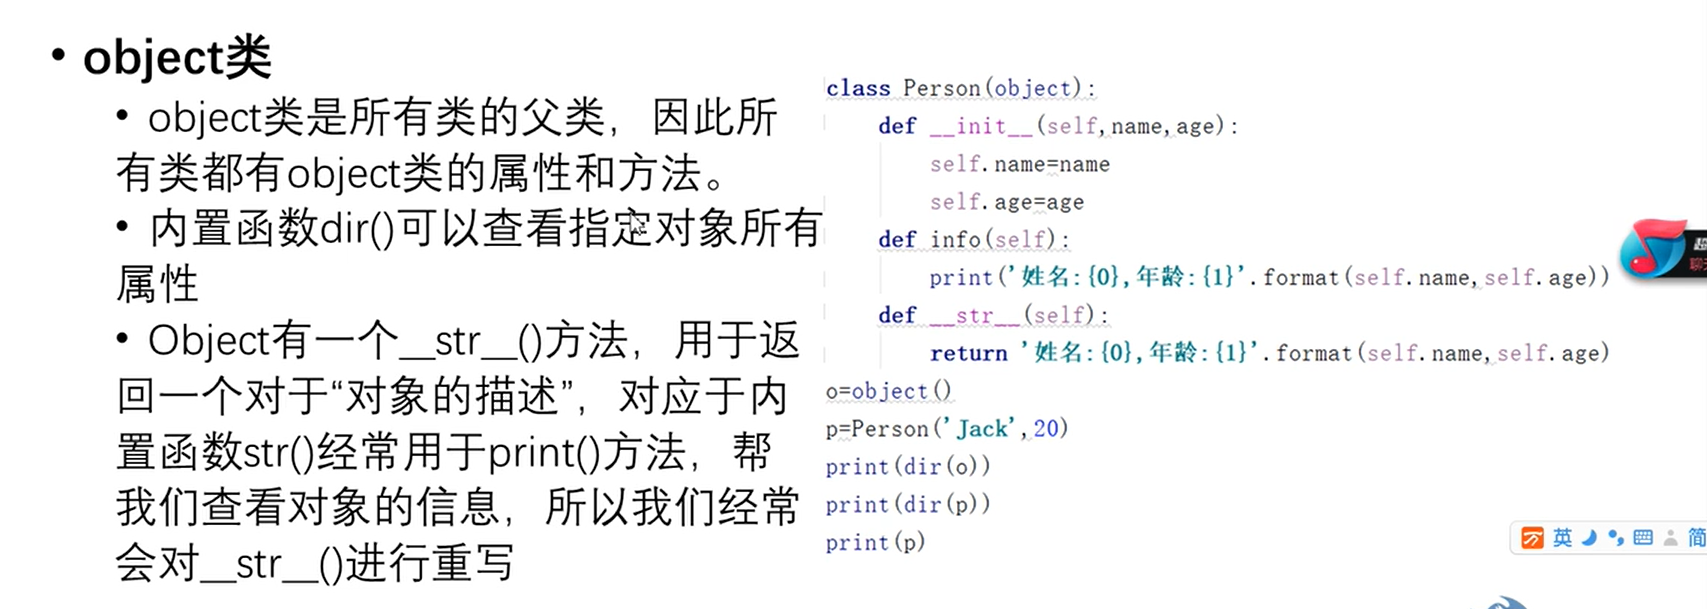 • object类
• object类是所有类的父类，因此所
有类都有object类的属性和方法。
• 内置函数dir()可以查看指定对象所有
属性
• Object有一个__str__()方法，用于返
回一个对于“对象的描述”，对应于内
置函数str()经常用于print()方法，帮
我们查看对象的信息，所以我们经常
会对__str__()进行重写
class Person(object):
    def __init__(self,name,age):
        self.name=name
        self.age=age
    def info(self):
        print('姓名:{0},年龄:{1}'.format(self.name,self.age))
    def __str__(self):
        return '姓名:{0},年龄:{1}'.format(self.name,self.age)
o=object()
p=Person('Jack',20)
print(dir(o))
print(dir(p))
print(p)
英 简